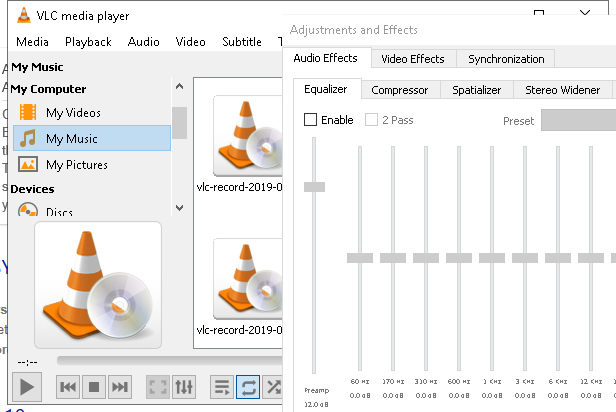 VLC media player
Media Playback Audio Video Subtitle
My Music
My Computer
My Videos
My Music
My Pictures
Devices
Discs
vlc-record-2019-0
vlc-record-2019-0
--:--
Adjustments and Effects
Audio Effects Video Effects Synchronization
Equalizer Compressor Spatializer Stereo Widener
Enable 2 Pass Preset
60 Hz 170 Hz 310 Hz 600 Hz 1 KHz 3 KHz 6 KHz 12 KHz
Preamp 0.0 dB 0.0 dB 0.0 dB 0.0 dB 0.0 dB 0.0 dB 0.0 dB 0.0 dB
12.0 dB